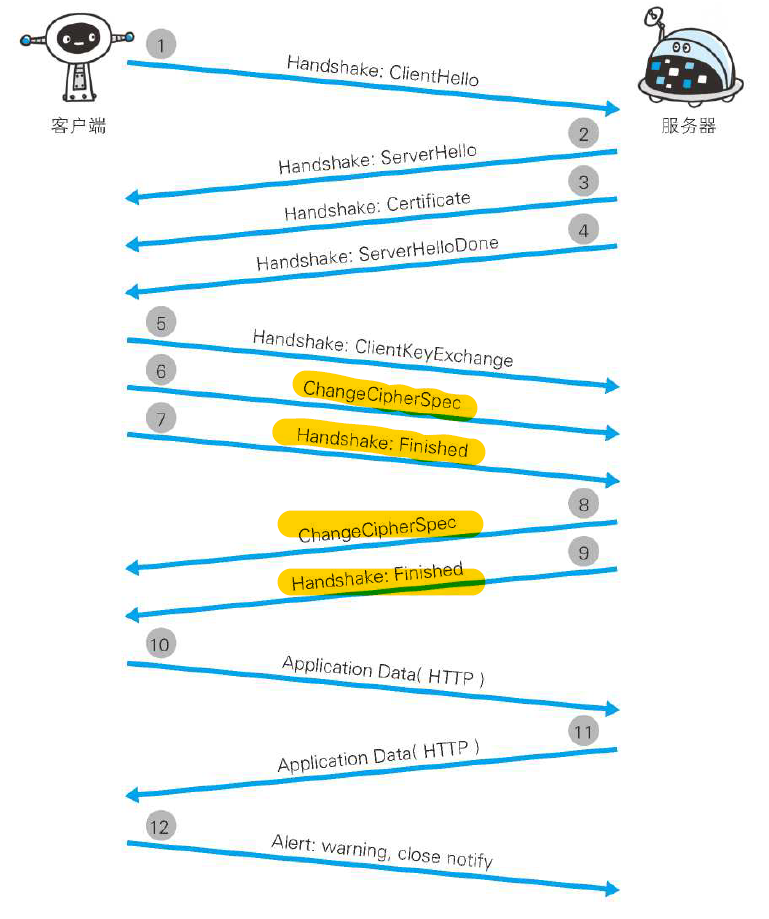 1
Handshake: ClientHello
客户端
服务器
2
Handshake: ServerHello
3
Handshake: Certificate
4
Handshake: ServerHelloDone
5
Handshake: ClientKeyExchange
6
ChangeCipherSpec
7
Handshake: Finished
8
ChangeCipherSpec
9
Handshake: Finished
10
Application Data( HTTP )
11
Application Data( HTTP )
12
Alert: warning, close notify